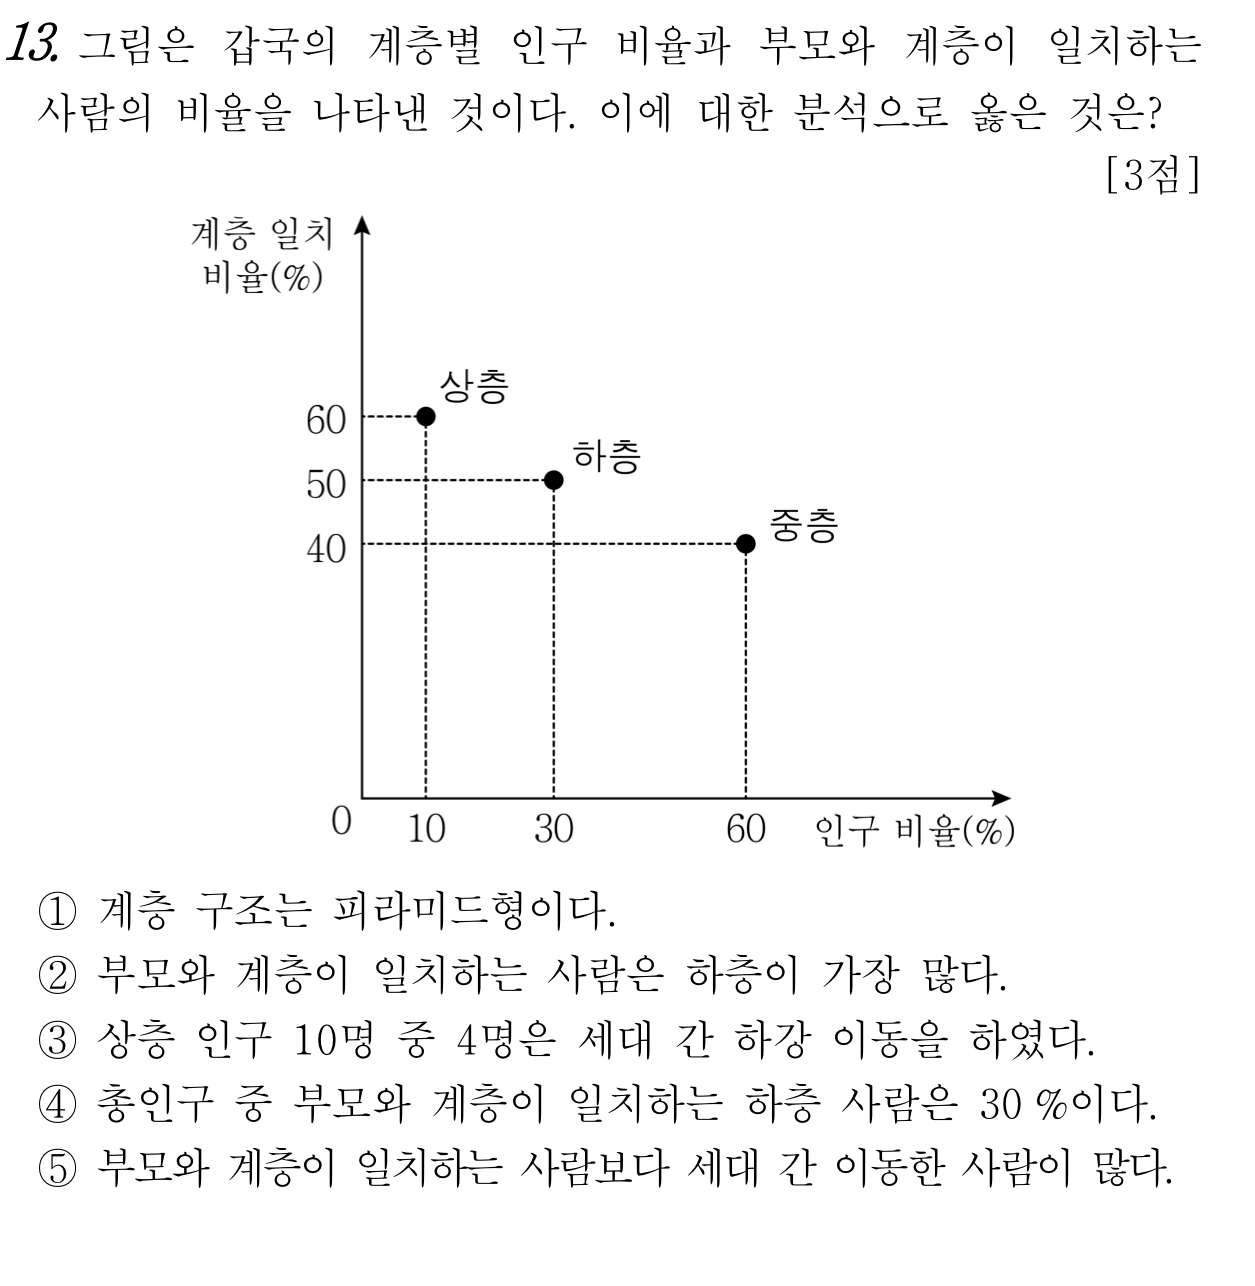 13. 그림은 갑국의 계층별 인구 비율과 부모와 계층이 일치하는
사람의 비율을 나타낸 것이다. 이에 대한 분석으로 옳은 것은?
[3점]
계층 일치
비율(%)
상층
60
하층
50
중층
40
0 10 30 60 인구 비율(%)
① 계층 구조는 피라미드형이다.
② 부모와 계층이 일치하는 사람은 하층이 가장 많다.
③ 상층 인구 10명 중 4명은 세대 간 하강 이동을 하였다.
④ 총인구 중 부모와 계층이 일치하는 하층 사람은 30 %이다.
⑤ 부모와 계층이 일치하는 사람보다 세대 간 이동한 사람이 많다.